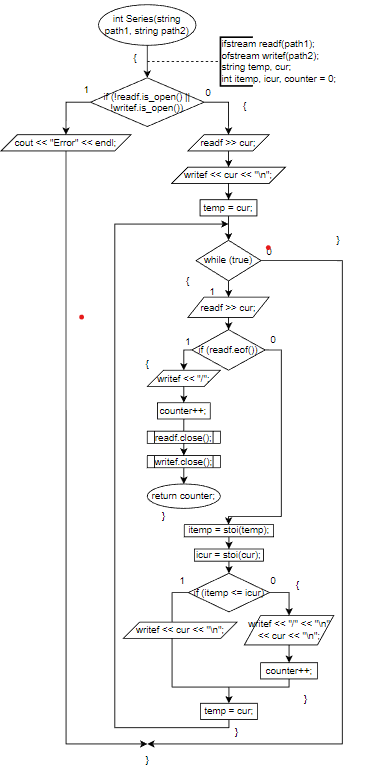 int Series(string
path1, string path2)
{
ifstream readf(path1);
ofstream writef(path2);
string temp, cur;
int itemp, icur, counter = 0;
1
if (!readf.is_open() ||
!writef.is_open())
0
{
cout << "Error" << endl;
readf >> cur;
writef << cur << "\n";
temp = cur;
}
while (true)
0
{
1
readf >> cur;
1
if (readf.eof())
0
{
writef << "/";
counter++;
readf.close();
writef.close();
return counter;
}
itemp = stoi(temp);
icur = stoi(cur);
1
if (itemp <= icur)
0
{
writef << cur << "\n";
writef << "/" << "\n"
<< cur << "\n";
counter++;
}
temp = cur;
}
}